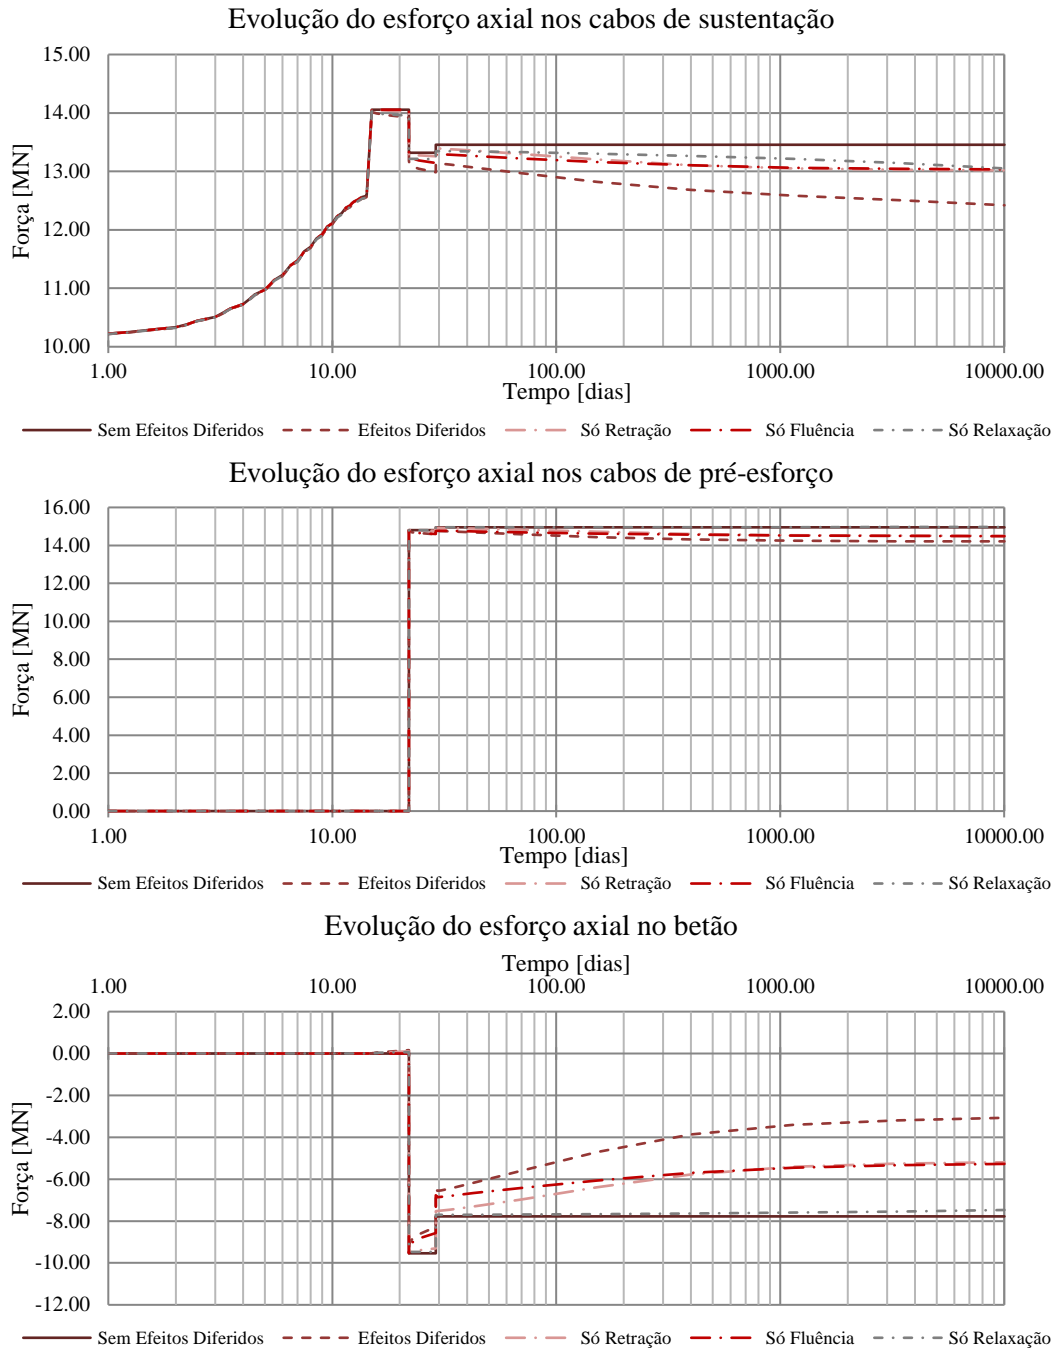 Evolução do esforço axial nos cabos de sustentação
15.00
14.00
13.00
12.00
11.00
10.00
Força [MN]
1.00 10.00 100.00 1000.00 10000.00
Tempo [dias]
Sem Efeitos Diferidos Efeitos Diferidos Só Retração Só Fluência Só Relaxação
Evolução do esforço axial nos cabos de pré-esforço
16.00
14.00
12.00
10.00
8.00
6.00
4.00
2.00
0.00
Força [MN]
1.00 10.00 100.00 1000.00 10000.00
Tempo [dias]
Sem Efeitos Diferidos Efeitos Diferidos Só Retração Só Fluência Só Relaxação
Evolução do esforço axial no betão
Tempo [dias]
1.00 10.00 100.00 1000.00 10000.00
2.00
0.00
-2.00
-4.00
-6.00
-8.00
-10.00
-12.00
Força [MN]
Sem Efeitos Diferidos Efeitos Diferidos Só Retração Só Fluência Só Relaxação